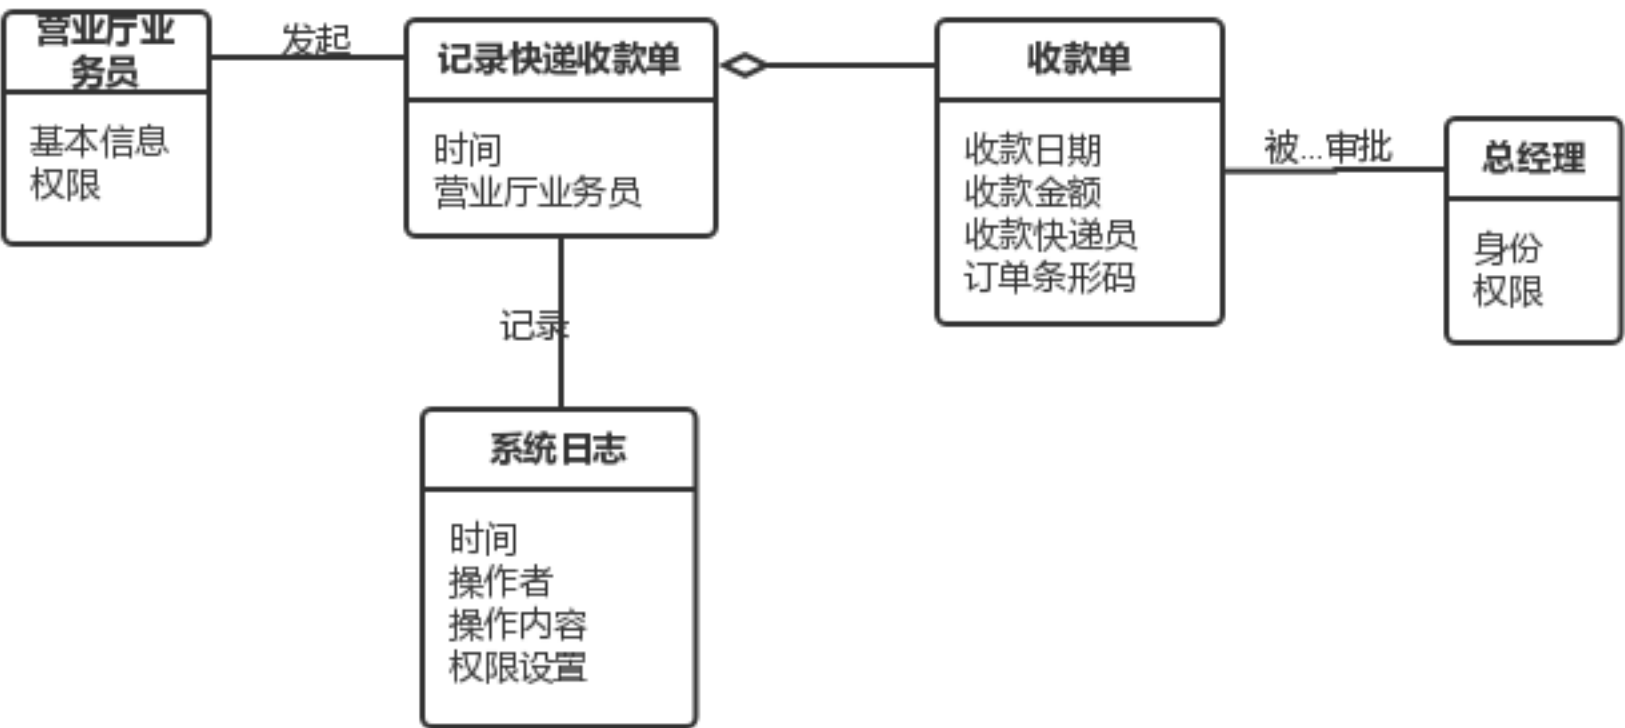 营业厅业
务员
基本信息
权限
发起
记录快递收款单
时间
营业厅业务员
收款单
收款日期
收款金额
收款快递员
订单条形码
被...审批
总经理
身份
权限
记录
系统日志
时间
操作者
操作内容
权限设置